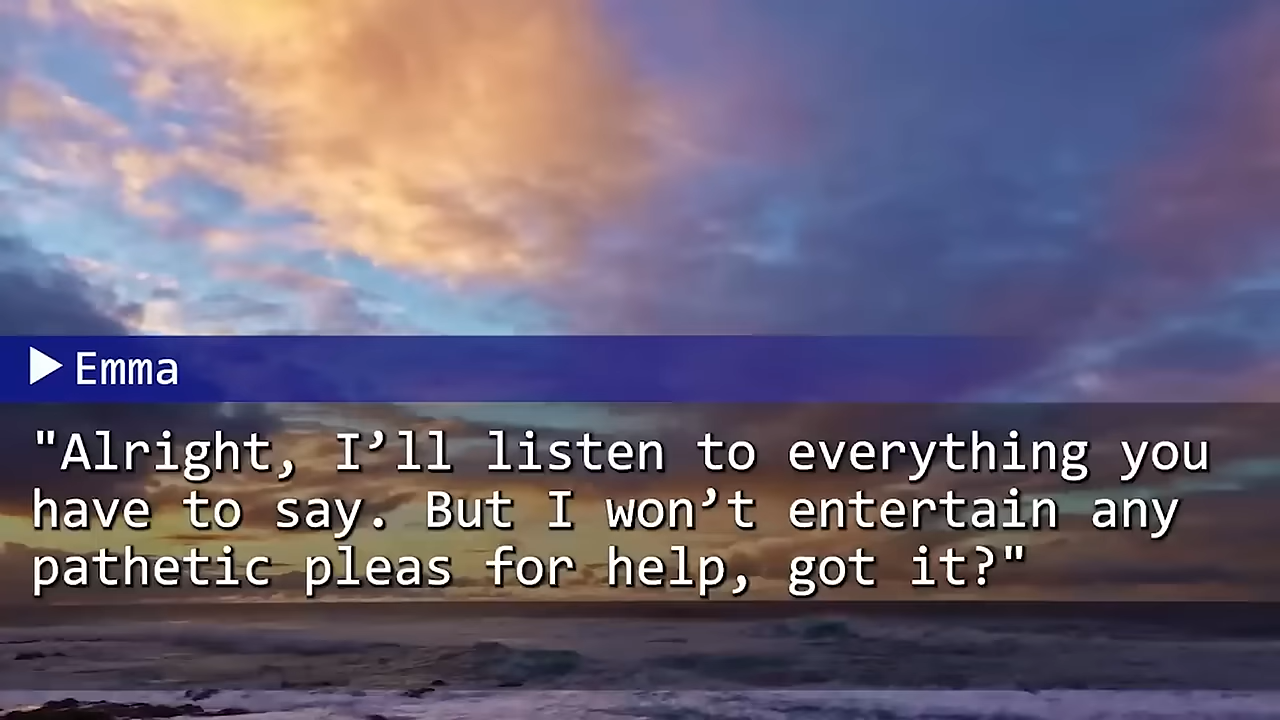 Emma
"Alright, I’ll listen to everything you
have to say. But I won’t entertain any
pathetic pleas for help, got it?"